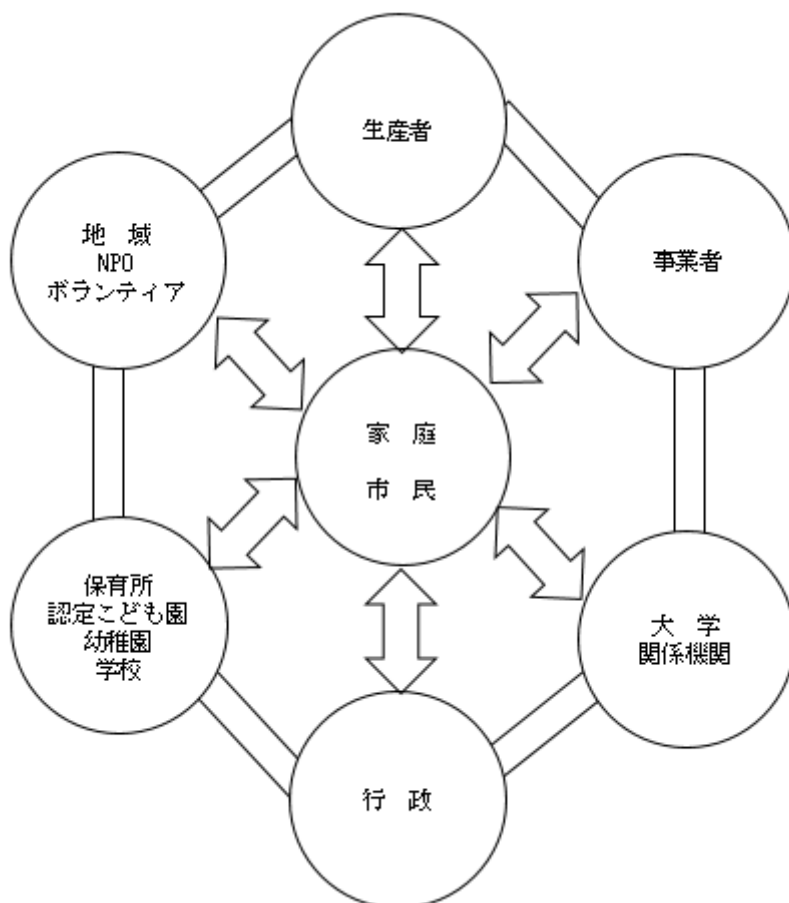 生産者
地　域
NPO
ボランティア
事業者
家　庭
市　民
保育所
認定こども園
幼稚園
学校
大　学
関係機関
行　政